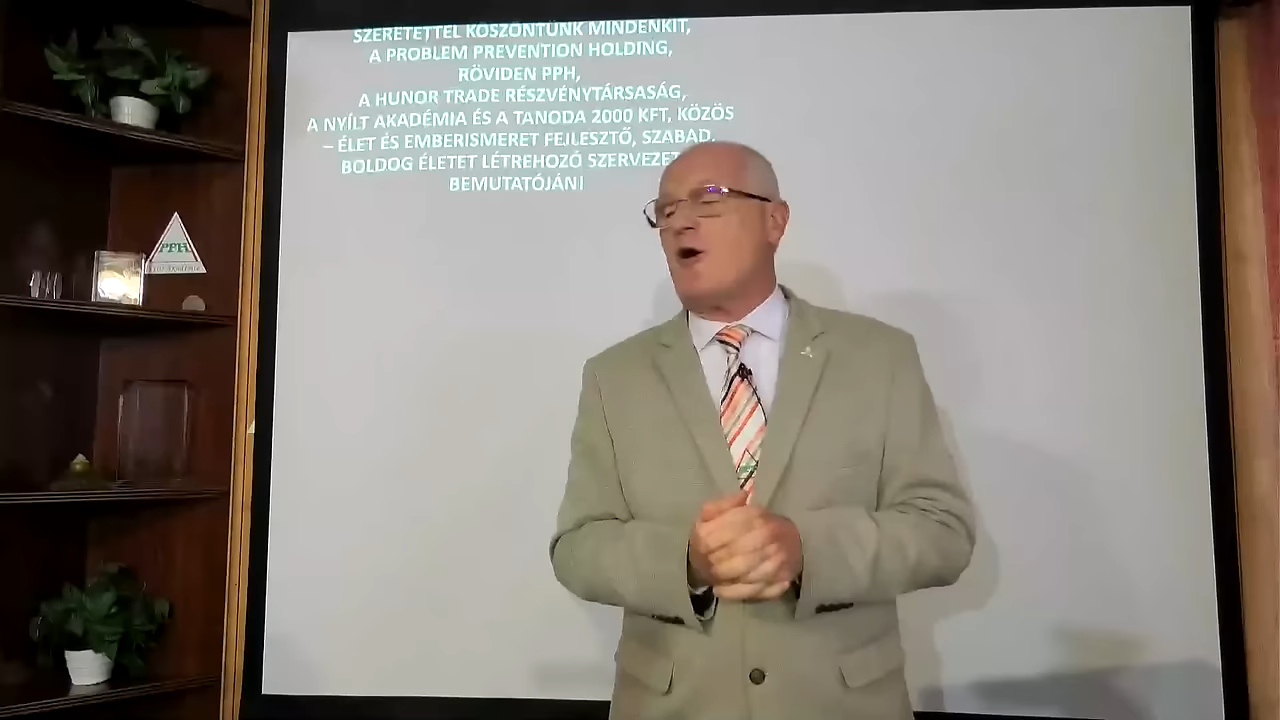 SZERETETTEL KÖSZÖNTÜNK MINDENKIT,
A PROBLEM PREVENTION HOLDING,
RÖVIDEN PPH,
A HUNOR TRADE RÉSZVÉNYTÁRSASÁG,
A NYÍLT AKADÉMIA ÉS A TANODA 2000 KFT, KÖZÖS
– ÉLET ÉS EMBERISMERET FEJLESZTŐ, SZABAD,
BOLDOG ÉLETET LÉTREHOZÓ SZERVEZET
BEMUTATÓJÁN!
PPH